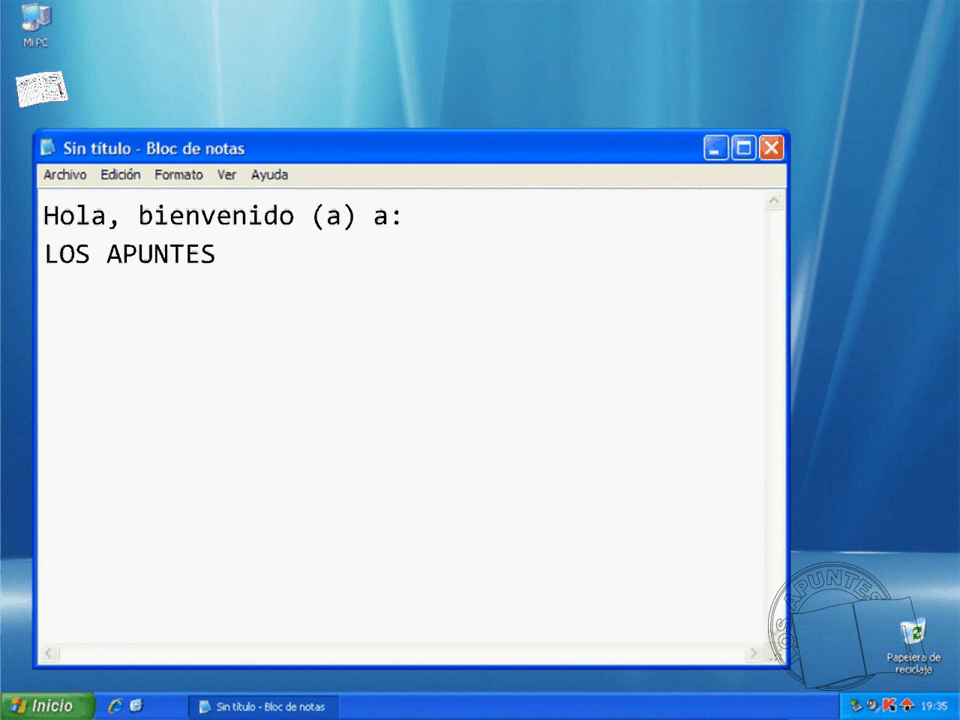 Mi PC
Sin título - Bloc de notas
Archivo Edición Formato Ver Ayuda
Hola, bienvenido (a) a:
LOS APUNTES
LOS APUNTES
Papelera de
reciclaje
Inicio
Sin título - Bloc de notas
19:35